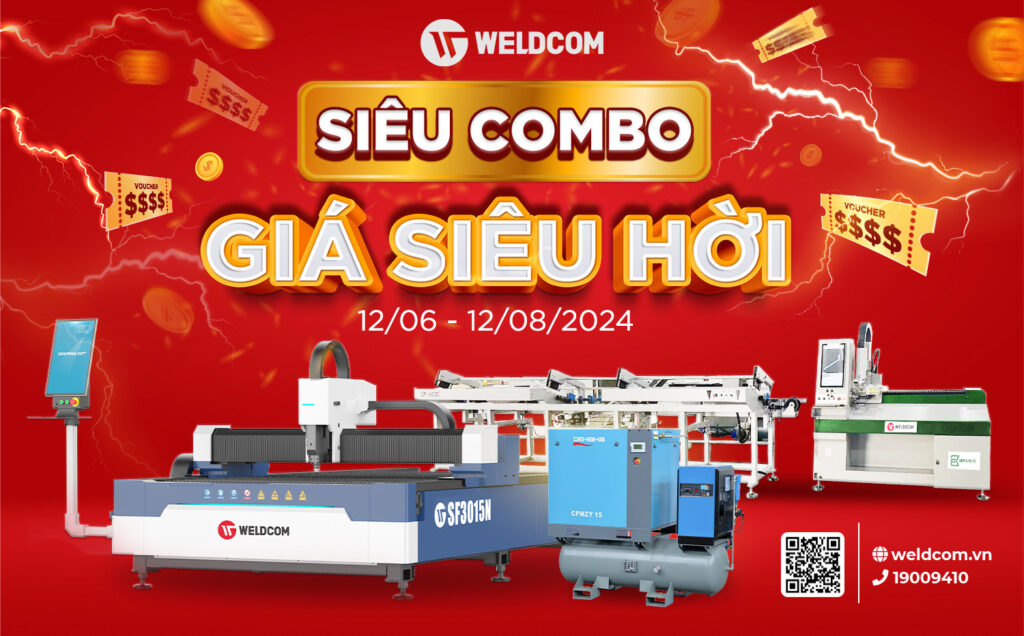 WELDCOM
SIÊU COMBO
GIÁ SIÊU HỜI
12/06 - 12/08/2024
VOUCHER
$$$$
VOUCHER
$$$$
VOUCHER
$$$$
WELDCOM
SF3015N
CPMZY 15
WELDCOM
weldcom.vn
19009410